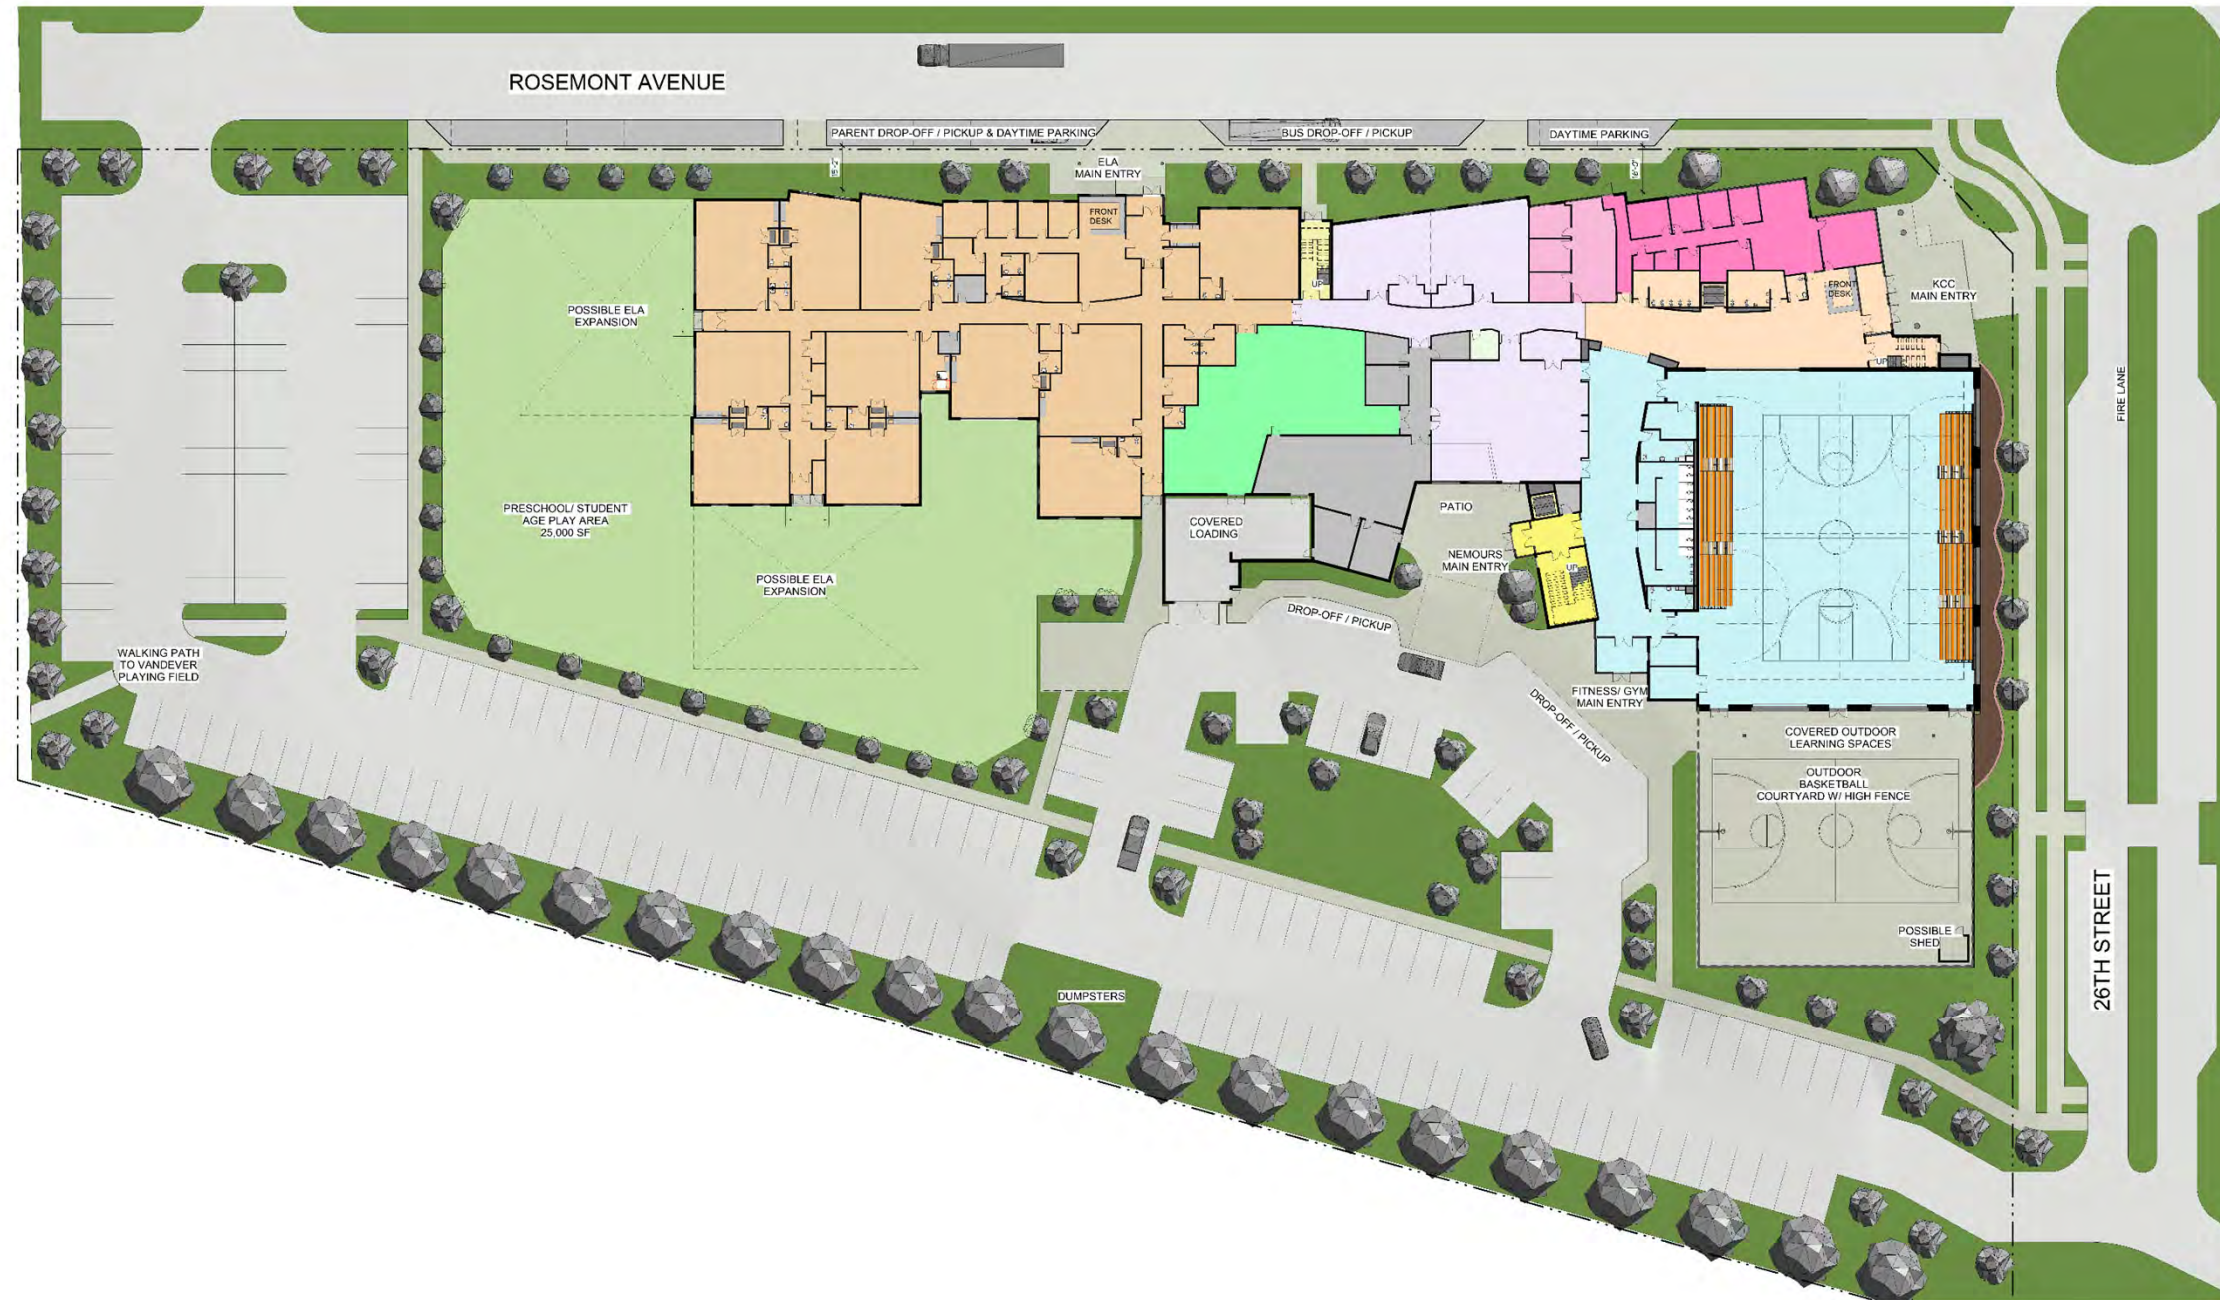 ROSEMONT AVENUE
PARENT DROP-OFF / PICKUP & DAYTIME PARKING
BUS DROP-OFF / PICKUP
DAYTIME PARKING
ELA
MAIN ENTRY
FRONT
DESK
UP
FRONT
DESK
KCC
MAIN ENTRY
UP
POSSIBLE ELA
EXPANSION
FIRE LANE
PRESCHOOL/ STUDENT
AGE PLAY AREA
25,000 SF
COVERED
LOADING
PATIO
NEMOURS
MAIN ENTRY
UP
POSSIBLE ELA
EXPANSION
DROP-OFF / PICKUP
WALKING PATH
TO VANDEVER
PLAYING FIELD
FITNESS/ GYM
MAIN ENTRY
DROP-OFF / PICKUP
COVERED OUTDOOR
LEARNING SPACES
OUTDOOR
BASKETBALL
COURTYARD W/ HIGH FENCE
POSSIBLE
SHED
26TH STREET
DUMPSTERS